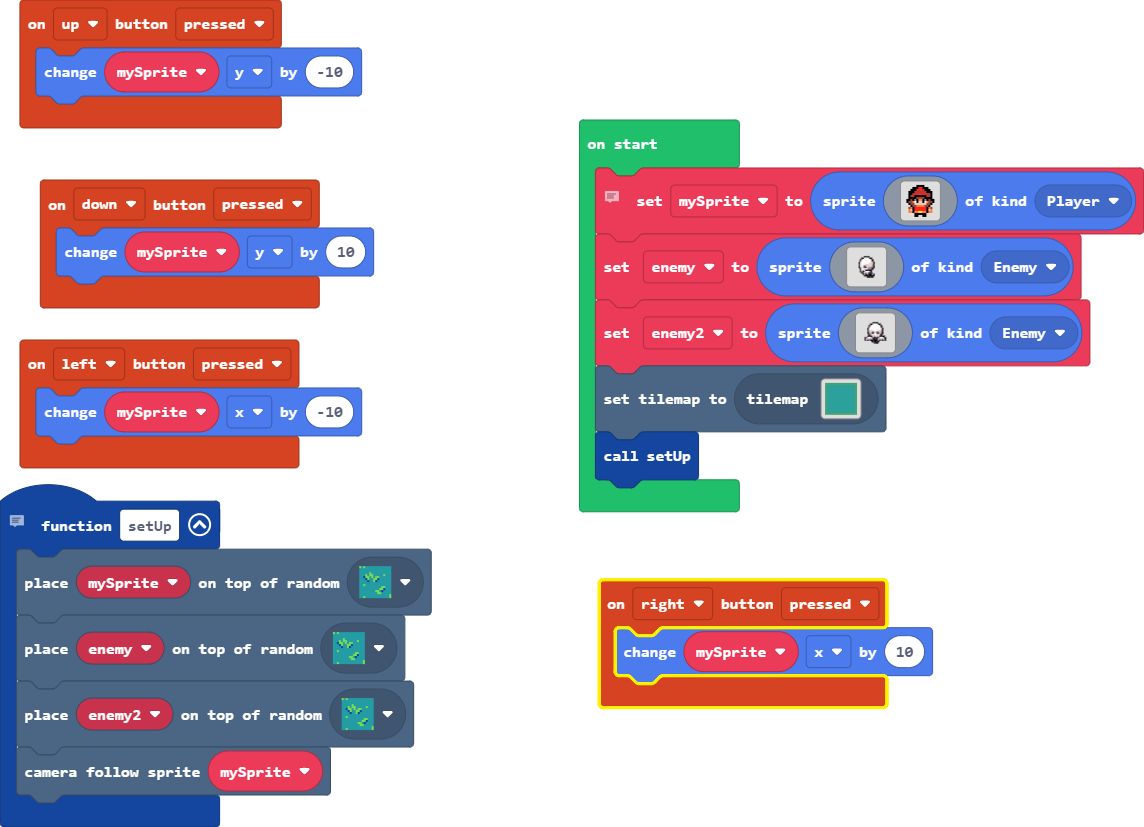 on up button pressed
change mySprite y by -10
on down button pressed
change mySprite y by 10
on left button pressed
change mySprite x by -10
function setUp
place mySprite on top of random
place enemy on top of random
place enemy2 on top of random
camera follow sprite mySprite
on start
set mySprite to sprite of kind Player
set enemy to sprite of kind Enemy
set enemy2 to sprite of kind Enemy
set tilemap to tilemap
call setUp
on right button pressed
change mySprite x by 10